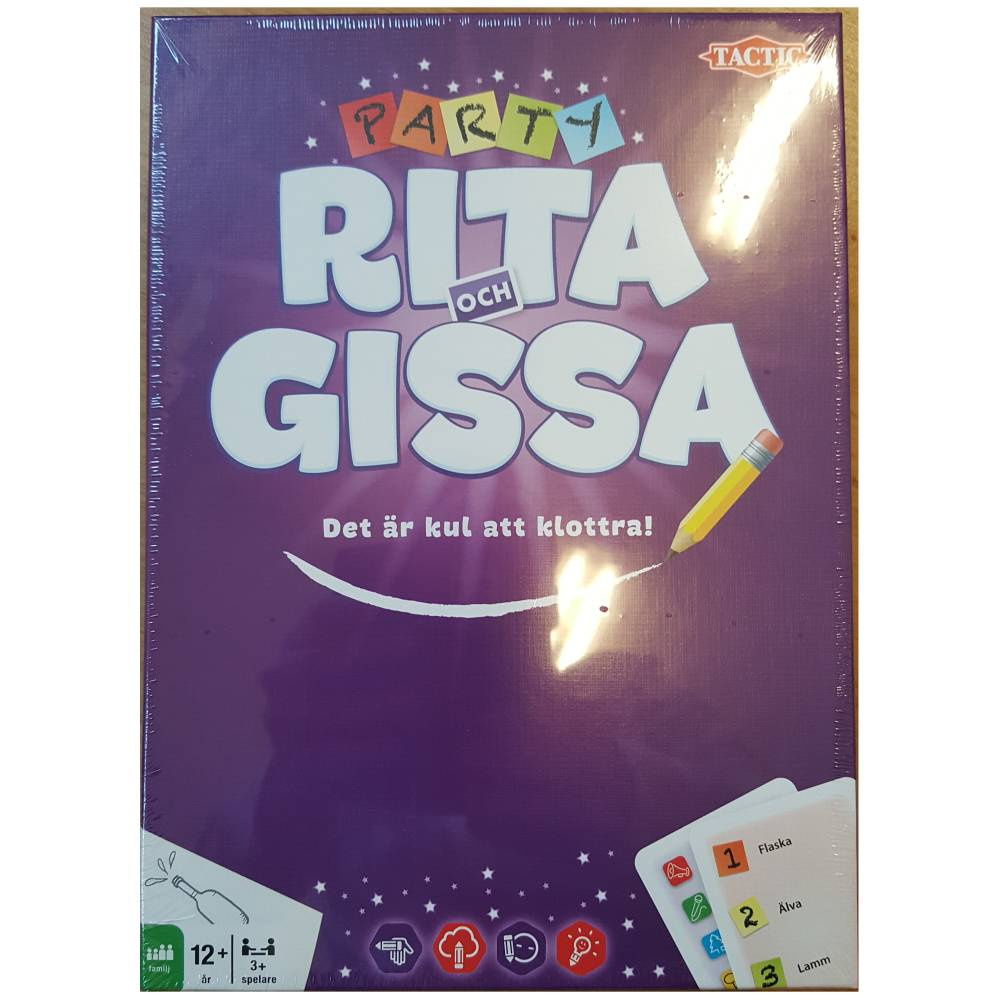 TACTIC
PARTY
RITA
OCH
GISSA
Det är kul att klottra!
1 Flaska
2 Älva
3 Lamm
familj
12+
år
3+
spelare